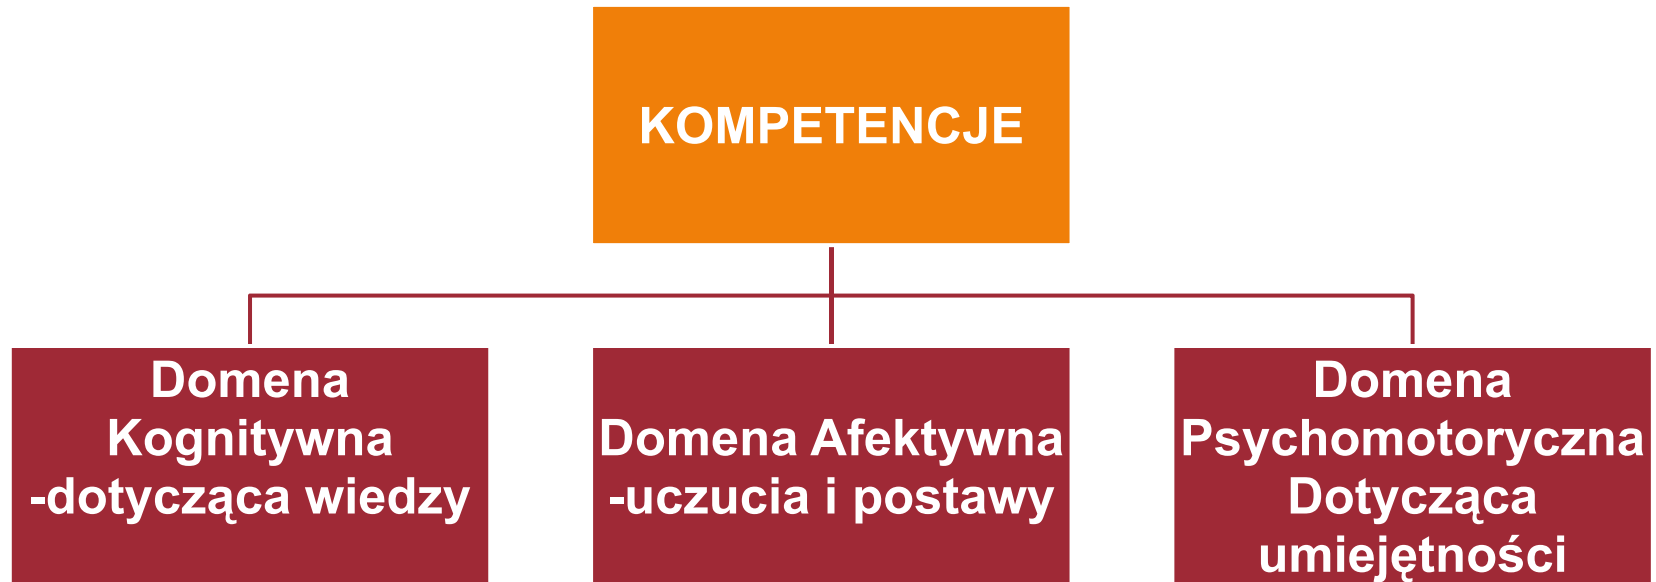 KOMPETENCJE
Domena
Kognitywna
-dotycząca wiedzy
Domena Afektywna
-uczucia i postawy
Domena
Psychomotoryczna
Dotycząca
umiejętności